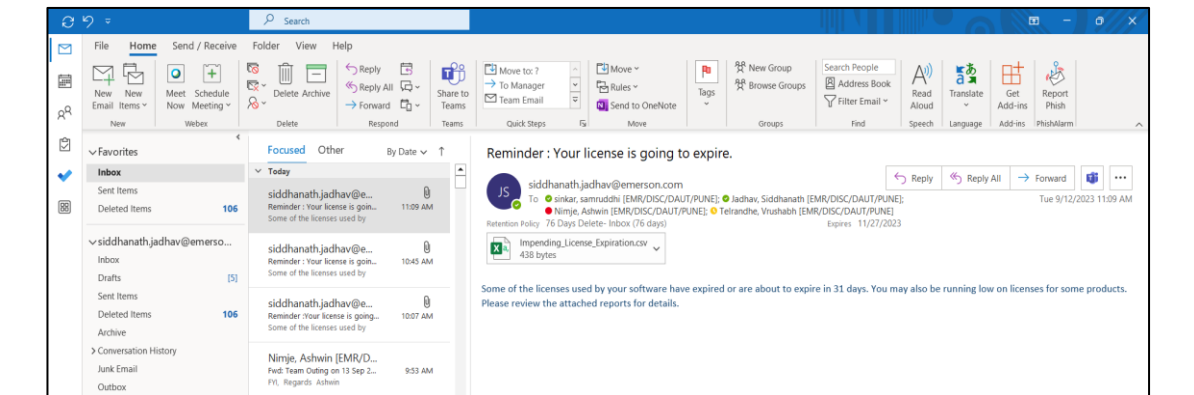 Search
File Home Send / Receive Folder View Help
New Email
New Items
Meet Now
Schedule Meeting
Delete
Archive
Reply
Reply All
Forward
Share to Teams
Move to: ?
To Manager
Team Email
Move
Rules
Send to OneNote
Tags
New Group
Browse Groups
Search People
Address Book
Filter Email
Read Aloud
Translate
Get Add-ins
Report Phish
New Webex Delete Respond Teams Quick Steps Move Groups Find Speech Language Add-ins PhishAlarm
Favorites
Inbox
Sent Items
Deleted Items 106
siddhanath.jadhav@emerso...
Inbox
Drafts [5]
Sent Items
Deleted Items 106
Archive
Conversation History
Junk Email
Outbox
Focused Other By Date
Today
siddhanath.jadhav@e...
Reminder : Your license is goin... 11:09 AM
Some of the licenses used by
siddhanath.jadhav@e...
Reminder : Your license is goin... 10:45 AM
Some of the licenses used by
siddhanath.jadhav@e...
Reminder :Your license is going... 10:07 AM
Some of the licenses used by
Nimje, Ashwin [EMR/D...
Fwd: Team Outing on 13 Sep 2... 9:53 AM
FYI, Regards Ashwin
Reminder : Your license is going to expire.
Reply Reply All Forward
JS
siddhanath.jadhav@emerson.com
To sinkar, samruddhi [EMR/DISC/DAUT/PUNE]; Jadhav, Siddhanath [EMR/DISC/DAUT/PUNE];
Nimje, Ashwin [EMR/DISC/DAUT/PUNE]; Telrandhe, Vrushabh [EMR/DISC/DAUT/PUNE]
Tue 9/12/2023 11:09 AM
Retention Policy 76 Days Delete- Inbox (76 days) Expires 11/27/2023
Impending_License_Expiration.csv
438 bytes
Some of the licenses used by your software have expired or are about to expire in 31 days. You may also be running low on licenses for some products.
Please review the attached reports for details.